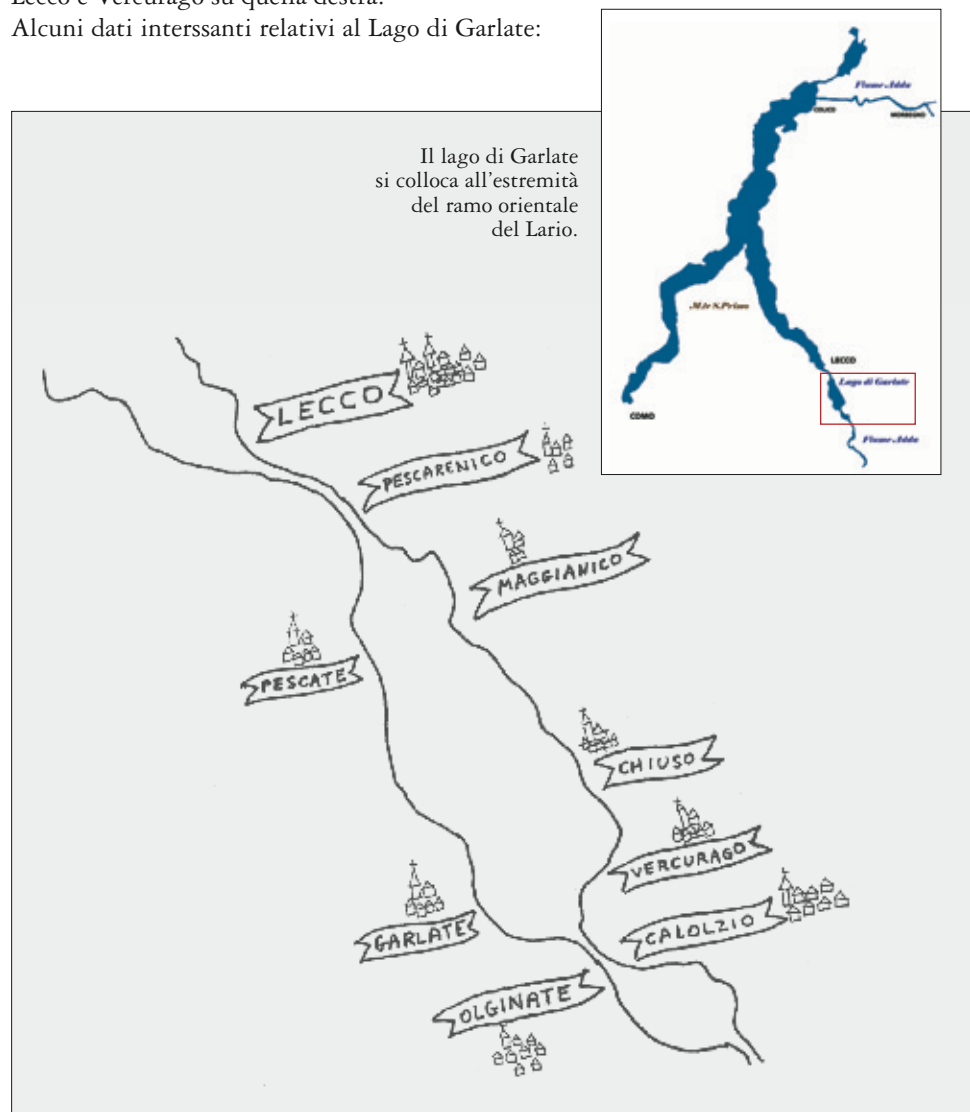 Lecco e Vercurago su quella destra.
Alcuni dati interssanti relativi al Lago di Garlate:
Il lago di Garlate
si colloca all'estremità
del ramo orientale
del Lario.
Fiume Adda
COLICO
MORBEGNO
M.te S.Primo
LECCO
Lago di Garlate
COMO
Fiume Adda
LECCO
PESCARENICO
MAGGIANICO
PESCATE
CHIUSO
VERCURAGO
GARLATE
CALOLZIO
OLGINATE